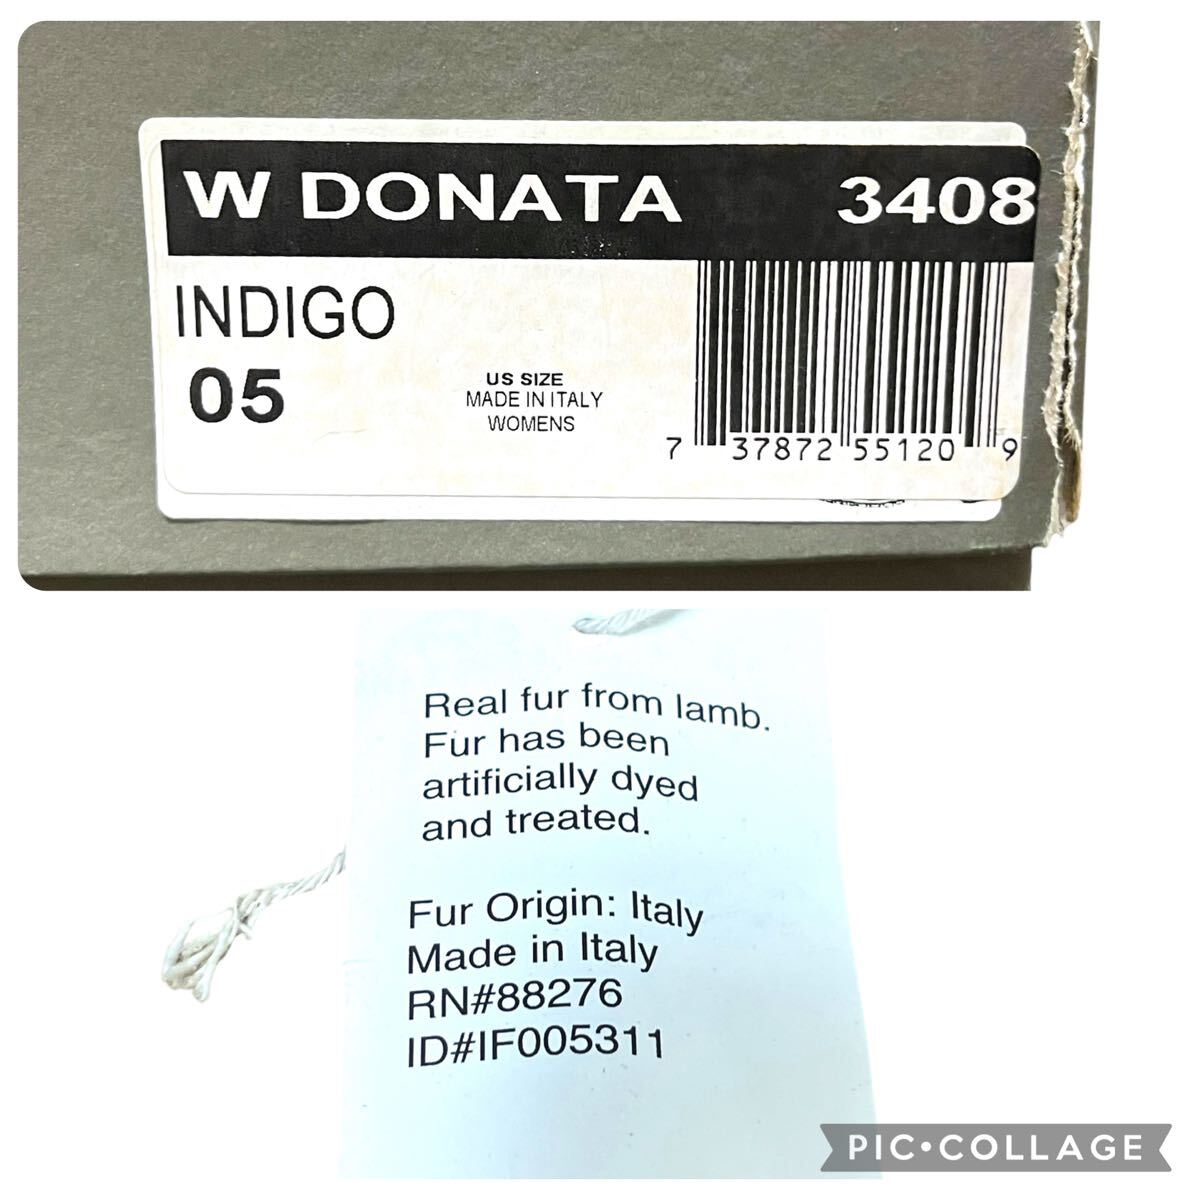 W DONATA 3408
INDIGO
05
US SIZE
MADE IN ITALY
WOMENS
7 37872 55120 9
Real fur from lamb.
Fur has been
artificially dyed
and treated.
Fur Origin: Italy
Made in Italy
RN#88276
ID#IF005311
PIC•COLLAGE